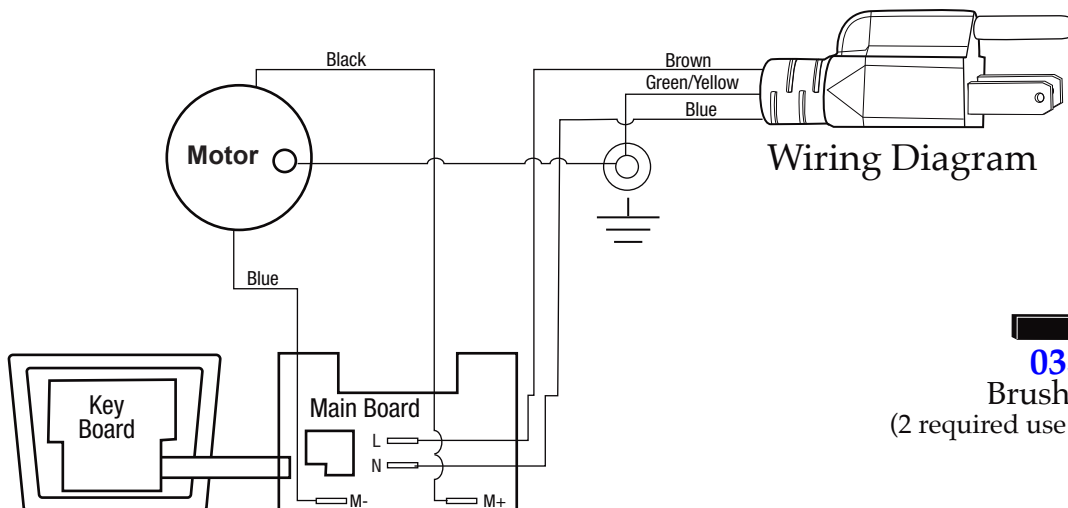 Black
Brown
Green/Yellow
Blue
Motor
Wiring Diagram
Blue
03
Brush
(2 required use
Key
Board
Main Board
L
N
M-
M+